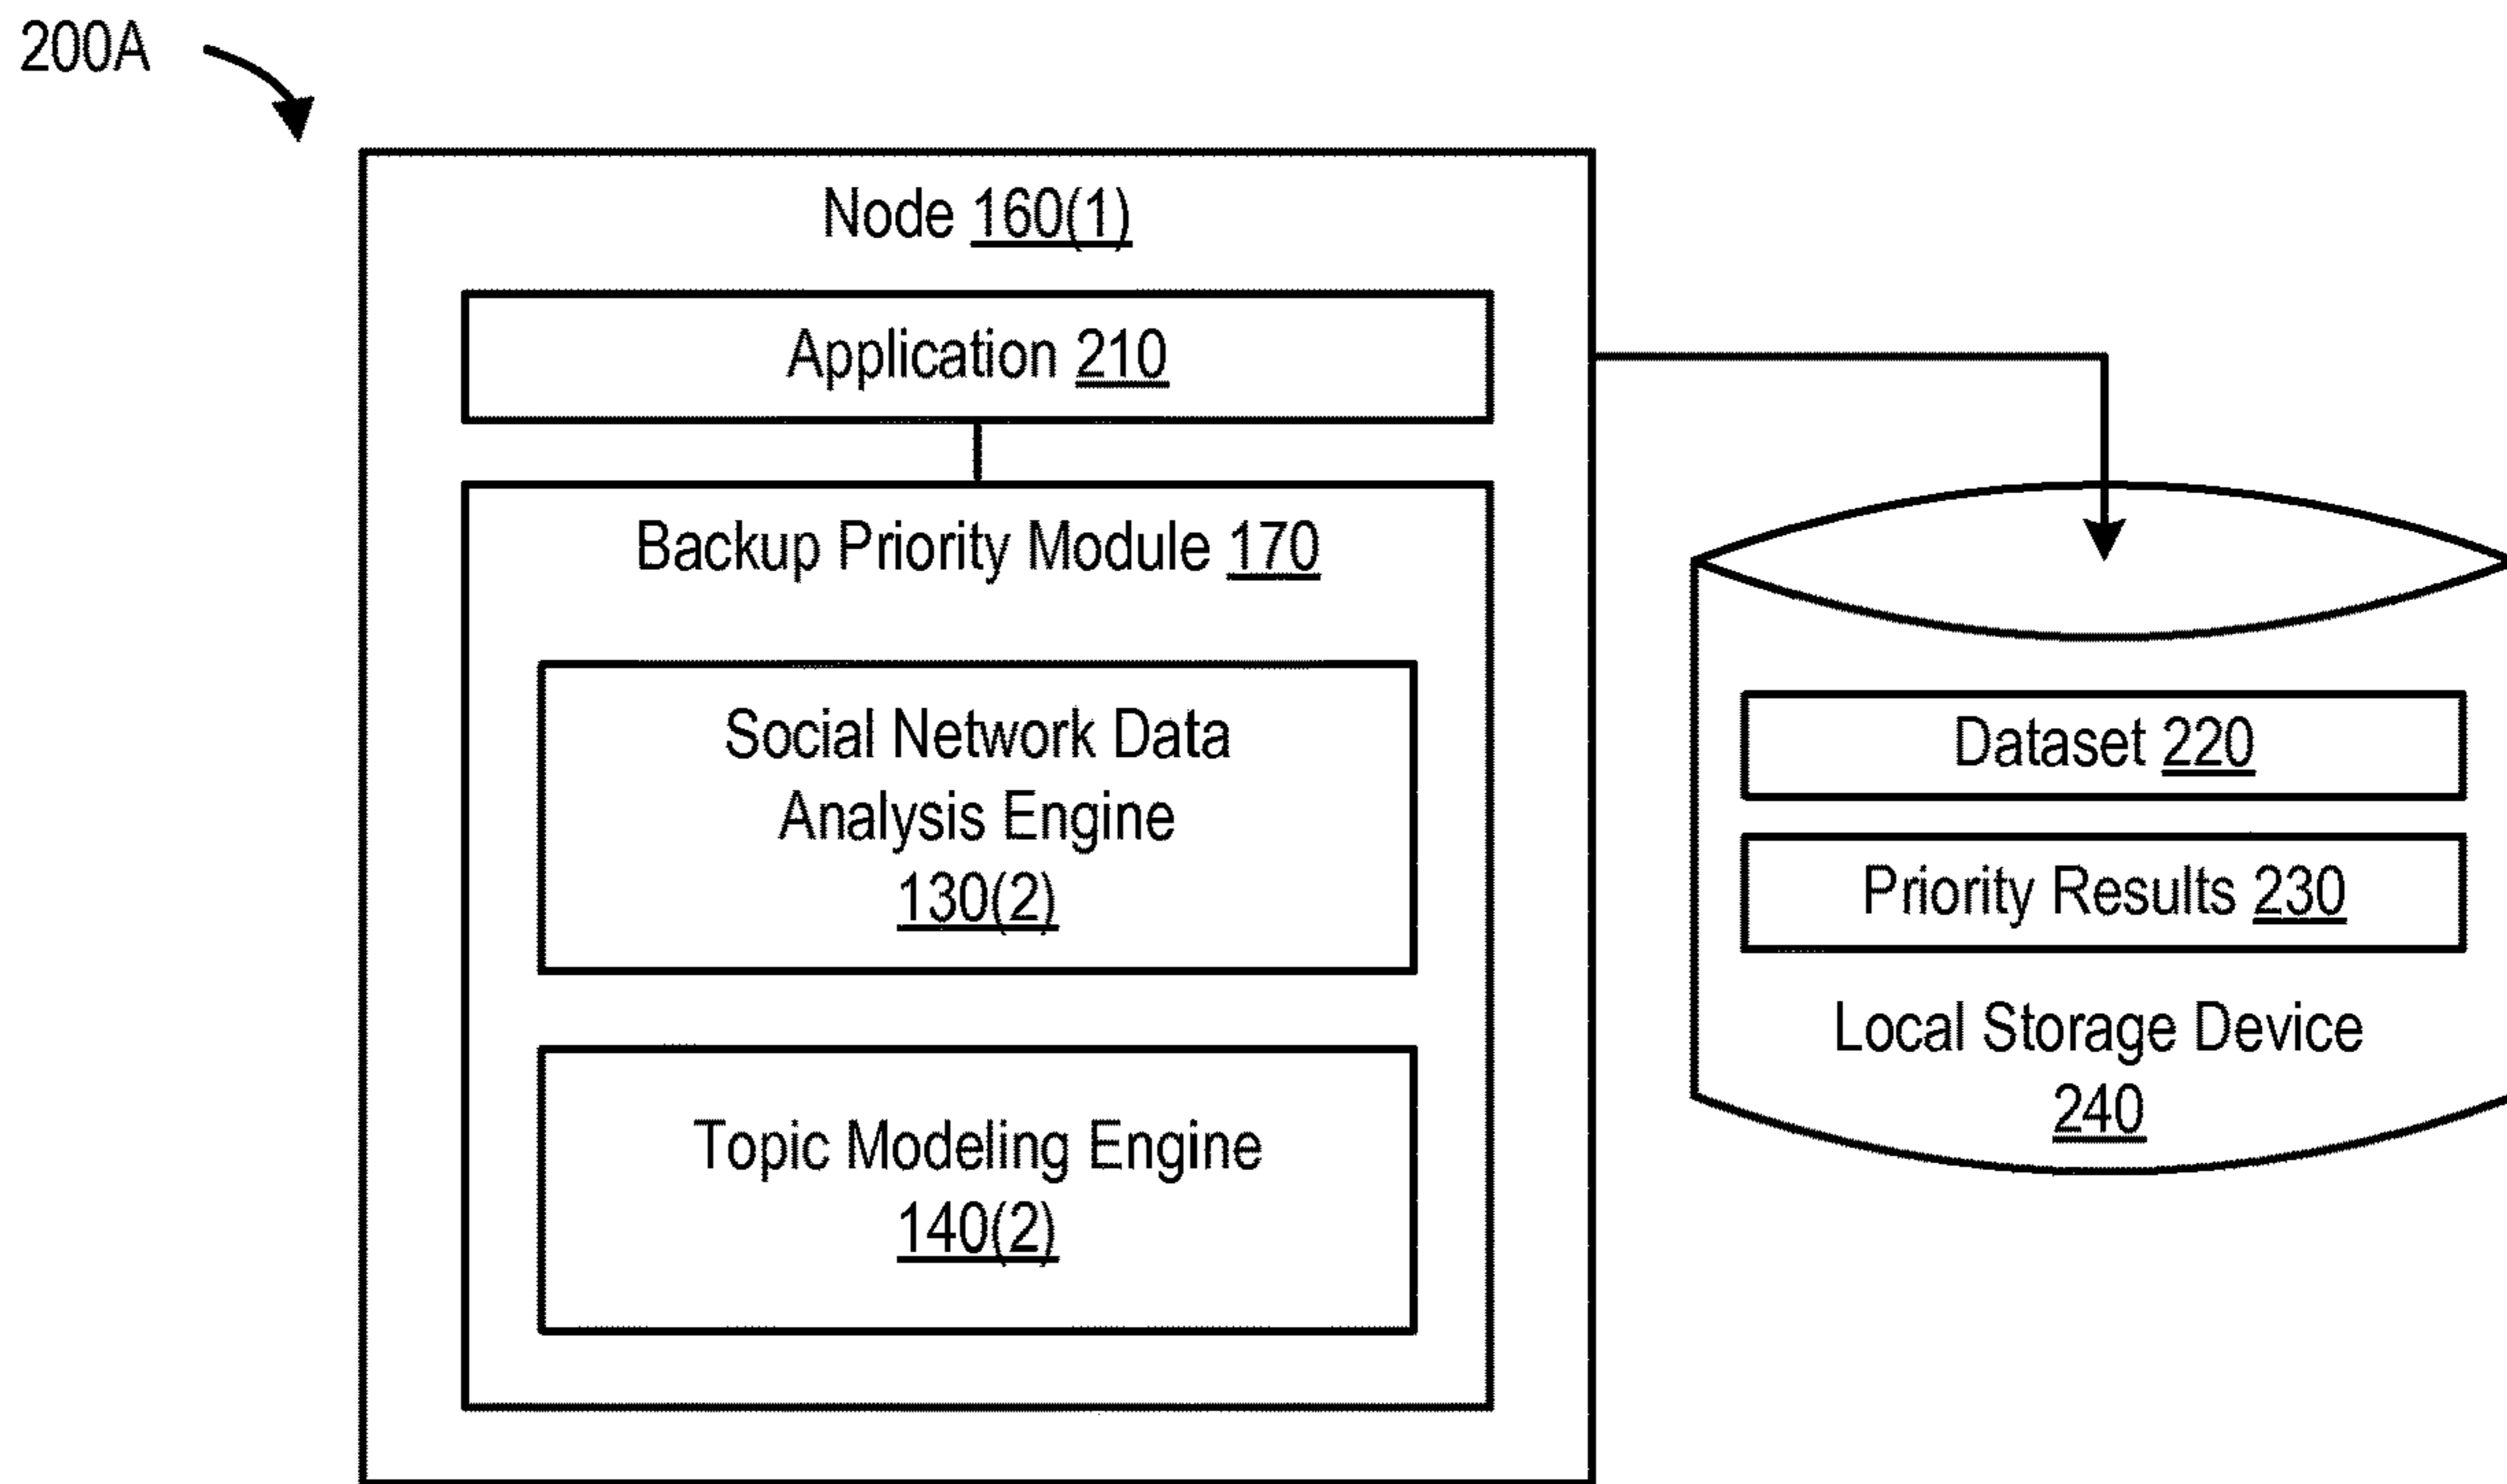 200A
Node 160(1)
Application 210
Backup Priority Module 170
Social Network Data
Analysis Engine
130(2)
Topic Modeling Engine
140(2)
Dataset 220
Priority Results 230
Local Storage Device
240